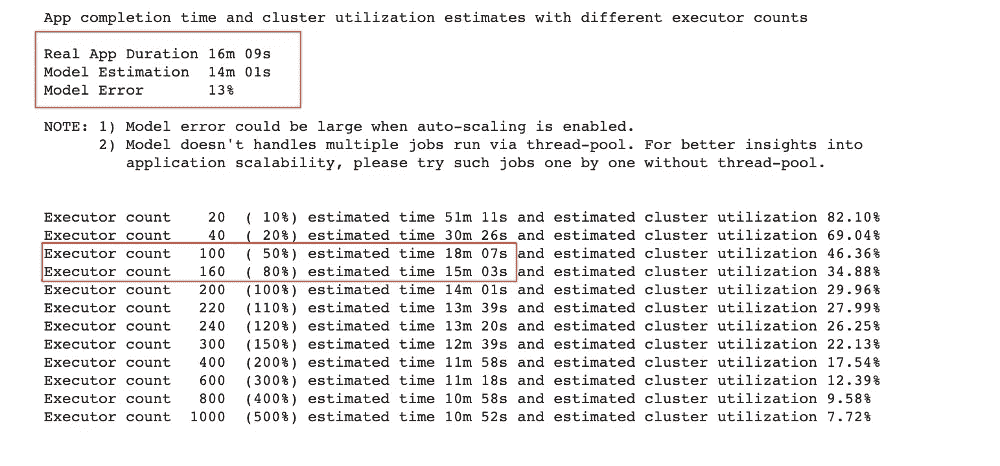 App completion time and cluster utilization estimates with different executor counts
Real App Duration 16m 09s
Model Estimation 14m 01s
Model Error 13%
NOTE: 1) Model error could be large when auto-scaling is enabled.
2) Model doesn't handles multiple jobs run via thread-pool. For better insights into
application scalability, please try such jobs one by one without thread-pool.
Executor count 20 ( 10%) estimated time 51m 11s and estimated cluster utilization 82.10%
Executor count 40 ( 20%) estimated time 30m 26s and estimated cluster utilization 69.04%
Executor count 100 ( 50%) estimated time 18m 07s and estimated cluster utilization 46.36%
Executor count 160 ( 80%) estimated time 15m 03s and estimated cluster utilization 34.88%
Executor count 200 (100%) estimated time 14m 01s and estimated cluster utilization 29.96%
Executor count 220 (110%) estimated time 13m 39s and estimated cluster utilization 27.99%
Executor count 240 (120%) estimated time 13m 20s and estimated cluster utilization 26.25%
Executor count 300 (150%) estimated time 12m 39s and estimated cluster utilization 22.13%
Executor count 400 (200%) estimated time 11m 58s and estimated cluster utilization 17.54%
Executor count 600 (300%) estimated time 11m 18s and estimated cluster utilization 12.39%
Executor count 800 (400%) estimated time 10m 58s and estimated cluster utilization 9.58%
Executor count 1000 (500%) estimated time 10m 52s and estimated cluster utilization 7.72%